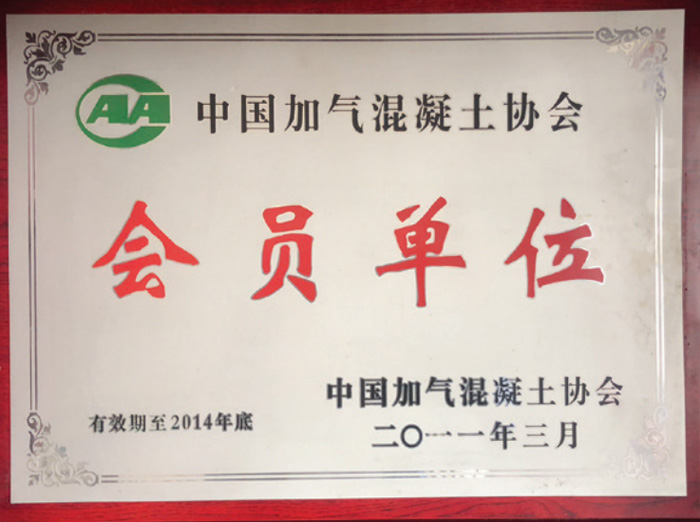 CAA 中国加气混凝土协会
会员单位
中国加气混凝土协会
有效期至2014年底
二〇一一年三月